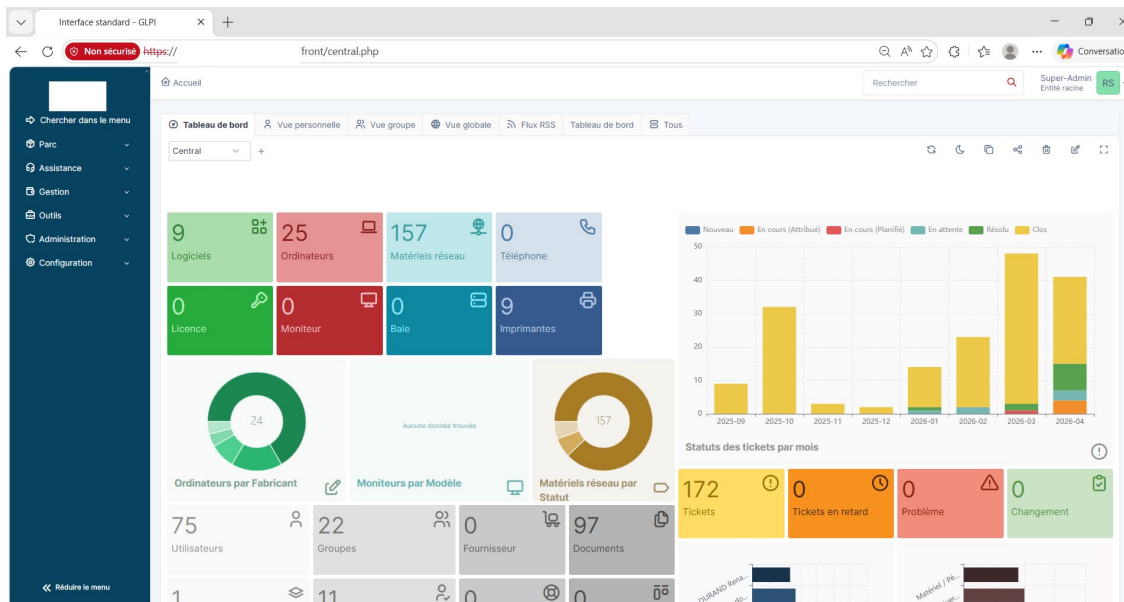 Interface standard - GLPI
Non sécurisé https:// front/central.php
Conversatio
Accueil
Rechercher
Super-Admin
Entité racine
RS
Chercher dans le menu
Parc
Assistance
Gestion
Outils
Administration
Configuration
Réduire le menu
Tableau de bord Vue personnelle Vue groupe Vue globale Flux RSS Tableau de bord Tous
Central
9
Logiciels
25
Ordinateurs
157
Matériels réseau
0
Téléphone
0
Licence
0
Moniteur
0
Baie
9
Imprimantes
24
Ordinateurs par Fabricant
Aucune donnée trouvée
Moniteurs par Modèle
157
Matériels réseau par
Statut
75
Utilisateurs
22
Groupes
0
Fournisseur
97
Documents
1
11
0
0
Nouveau En cours (Attribué) En cours (Planifié) En attente Résolu Clos
50
40
30
20
10
0
2025-09 2025-10 2025-11 2025-12 2026-01 2026-02 2026-03 2026-04
Statuts des tickets par mois
172
Tickets
0
Tickets en retard
0
Problème
0
Changement
DURAND Rena...
Matériel / Pé...